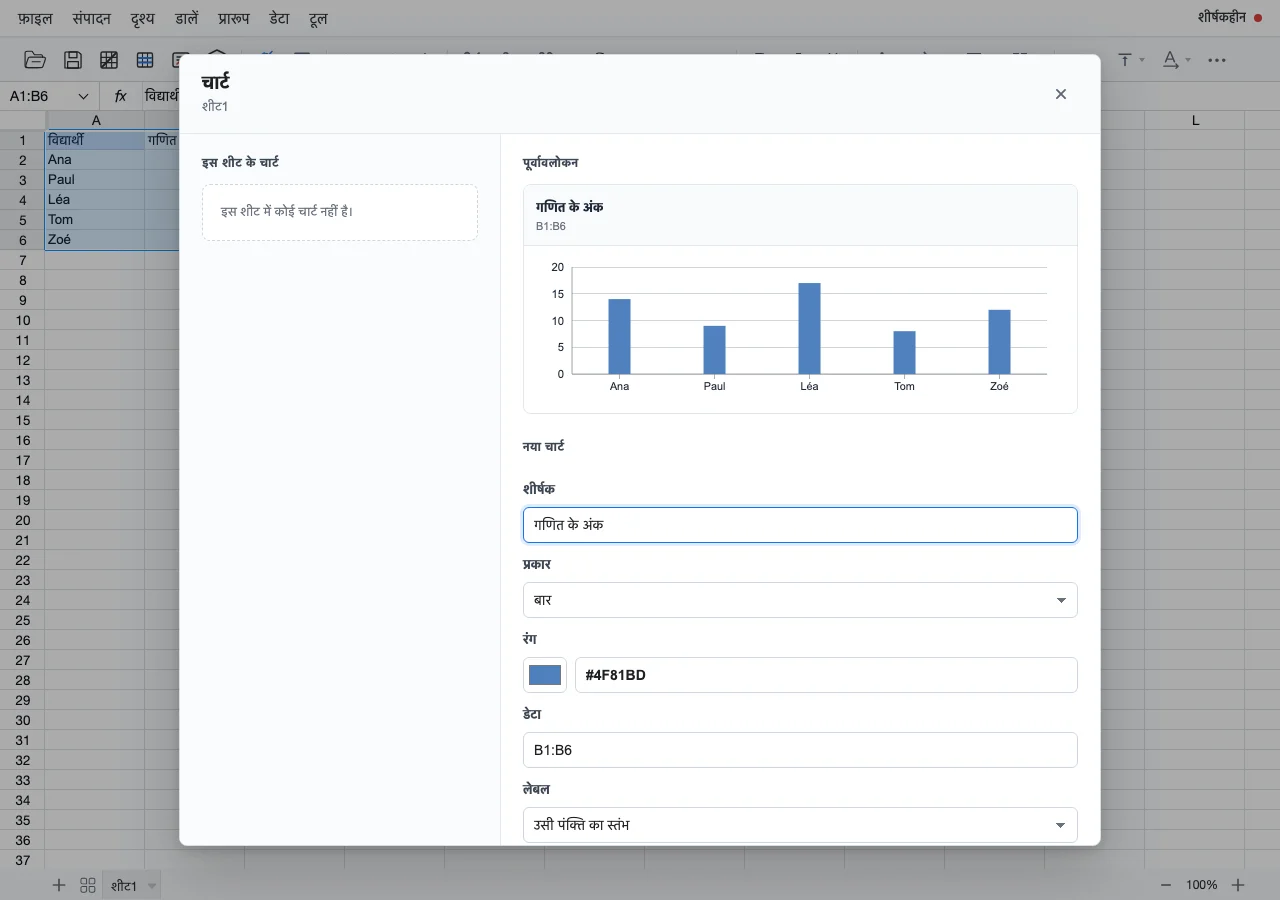 फ़ाइल संपादन दृश्य डालें प्रारूप डेटा टूल
शीर्षकहीन
A1:B6
fx
विद्यार्थी
A
L
1 विद्यार्थी गणित
2 Ana
3 Paul
4 Léa
5 Tom
6 Zoé
7
8
9
10
11
12
13
14
15
16
17
18
19
20
21
22
23
24
25
26
27
28
29
30
31
32
33
34
35
36
37
चार्ट
शीट1
इस शीट के चार्ट
इस शीट में कोई चार्ट नहीं है।
पूर्वावलोकन
गणित के अंक
B1:B6
20
15
10
5
0
Ana Paul Léa Tom Zoé
नया चार्ट
शीर्षक
गणित के अंक
प्रकार
बार
रंग
#4F81BD
डेटा
B1:B6
लेबल
उसी पंक्ति का स्तंभ
शीट1
100%